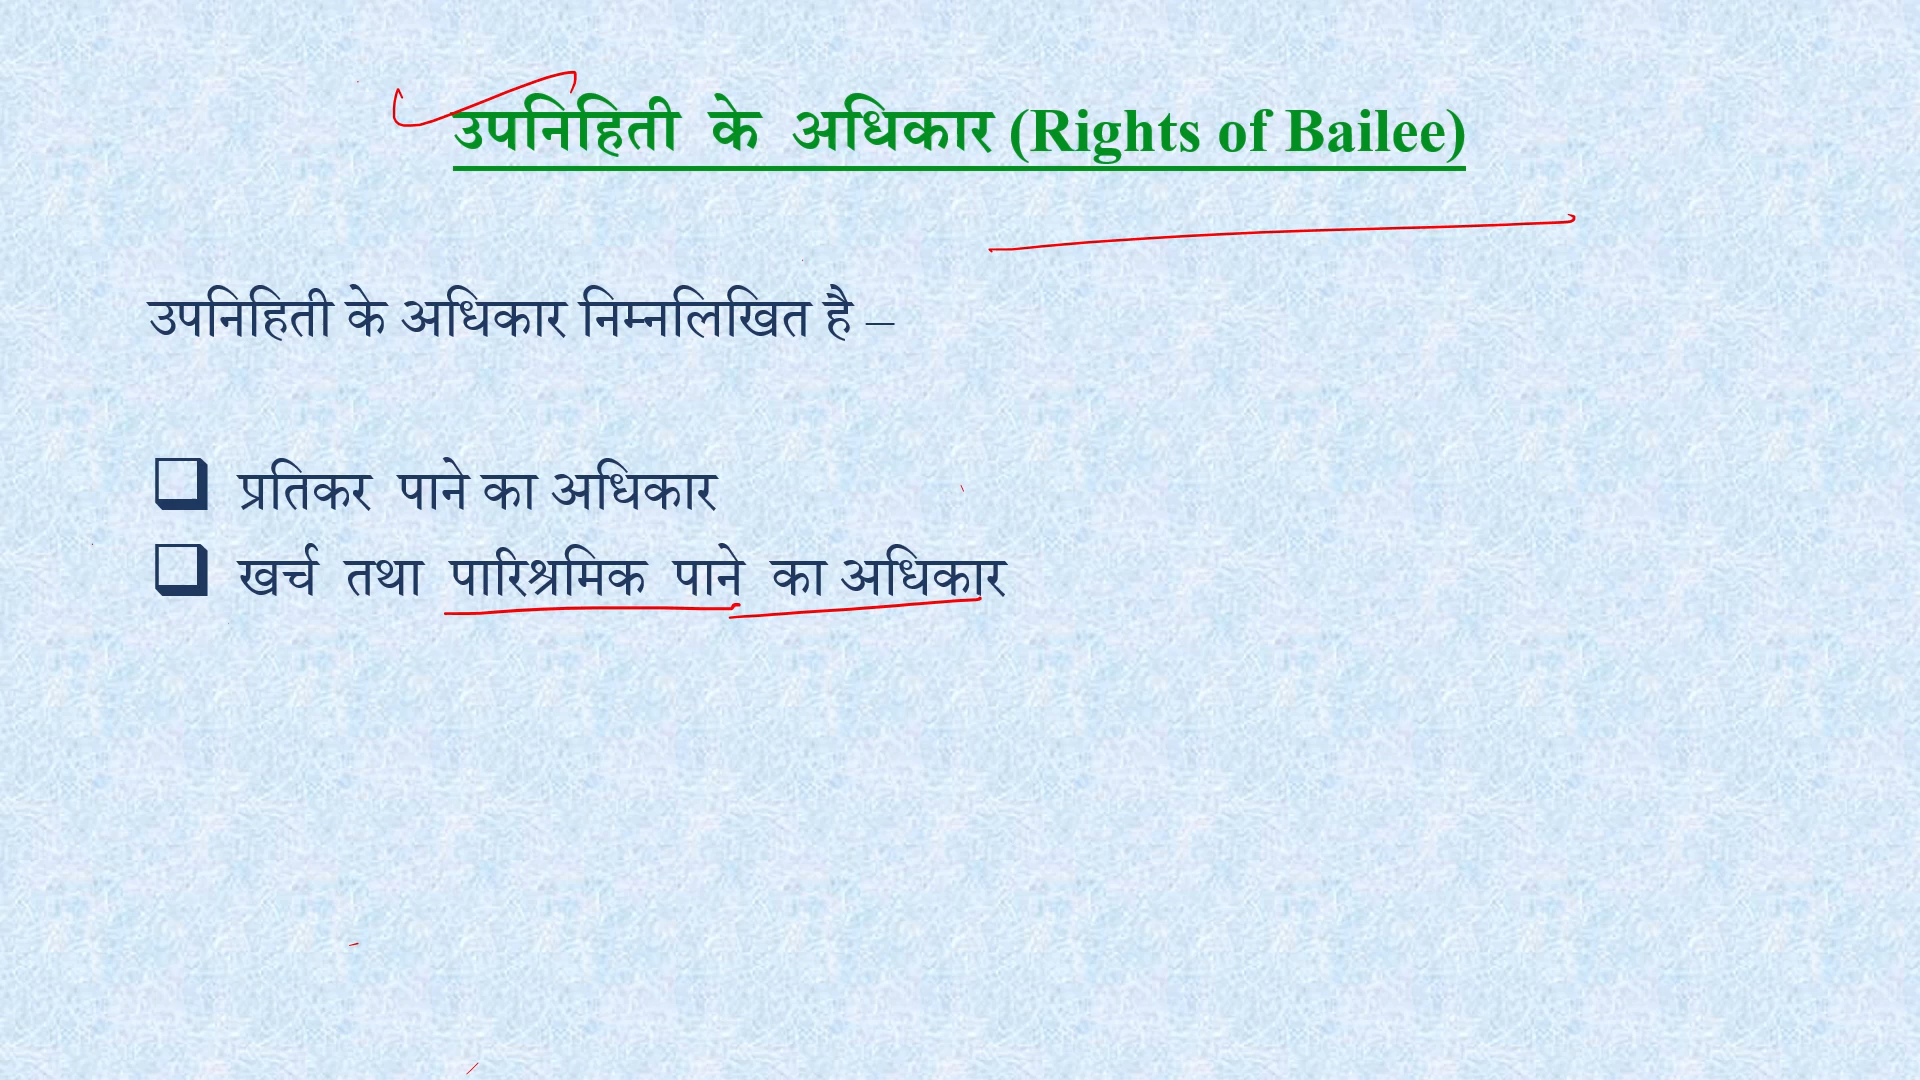 उपनिहिती के अधिकार (Rights of Bailee)
उपनिहिती के अधिकार निम्नलिखित है –
प्रतिकर पाने का अधिकार
खर्च तथा पारिश्रमिक पाने का अधिकार